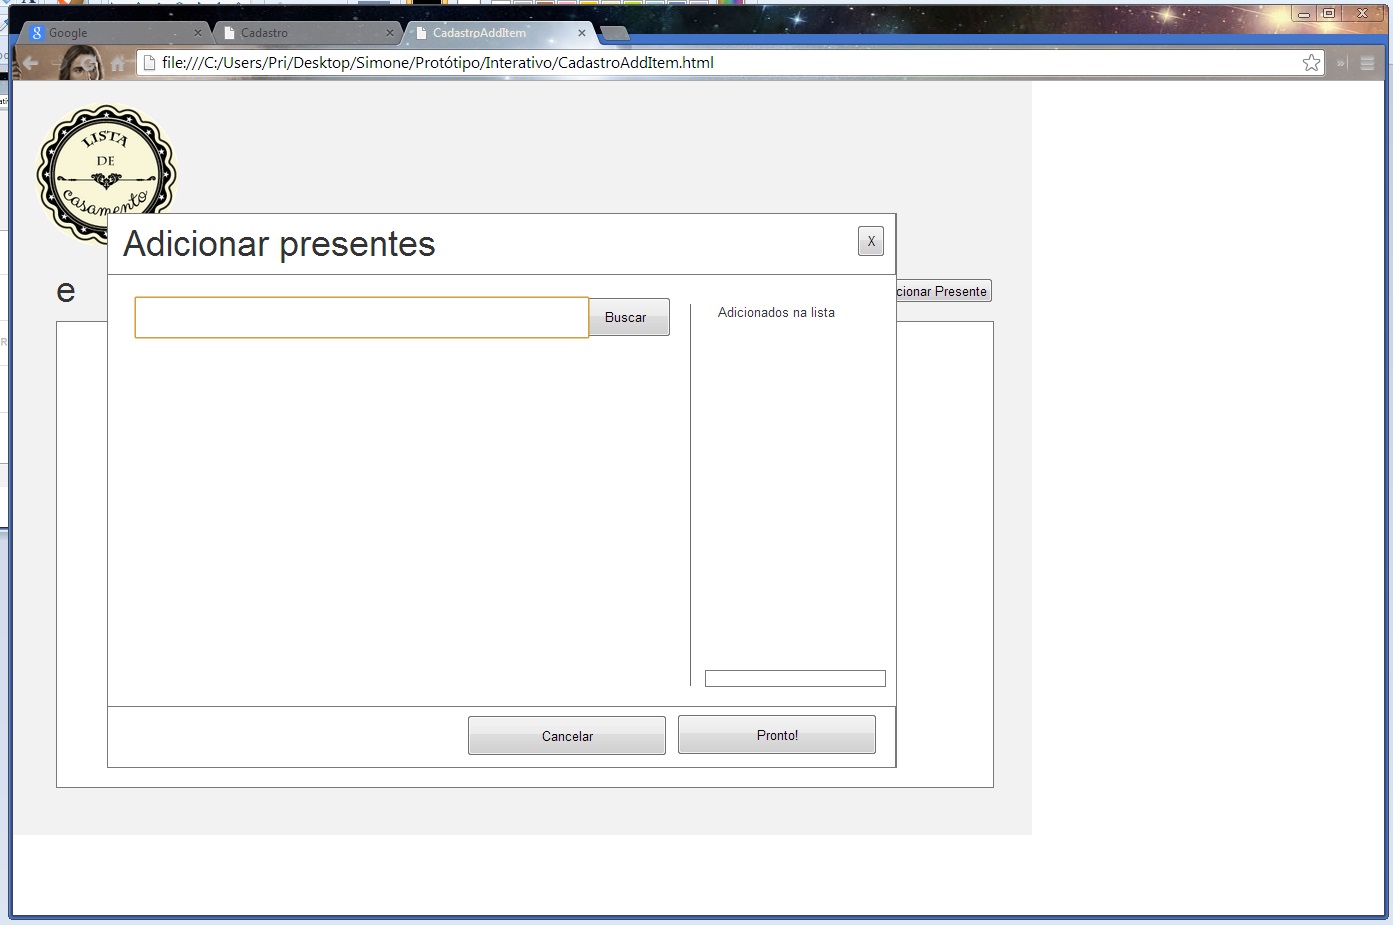 Google
Cadastro
CadastroAddItem
file:///C:/Users/Pri/Desktop/Simone/Protótipo/Interativo/CadastroAddItem.html
LISTA
DE
casamento
Adicionar presentes
X
e
cionar Presente
Buscar
Adicionados na lista
Cancelar
Pronto!